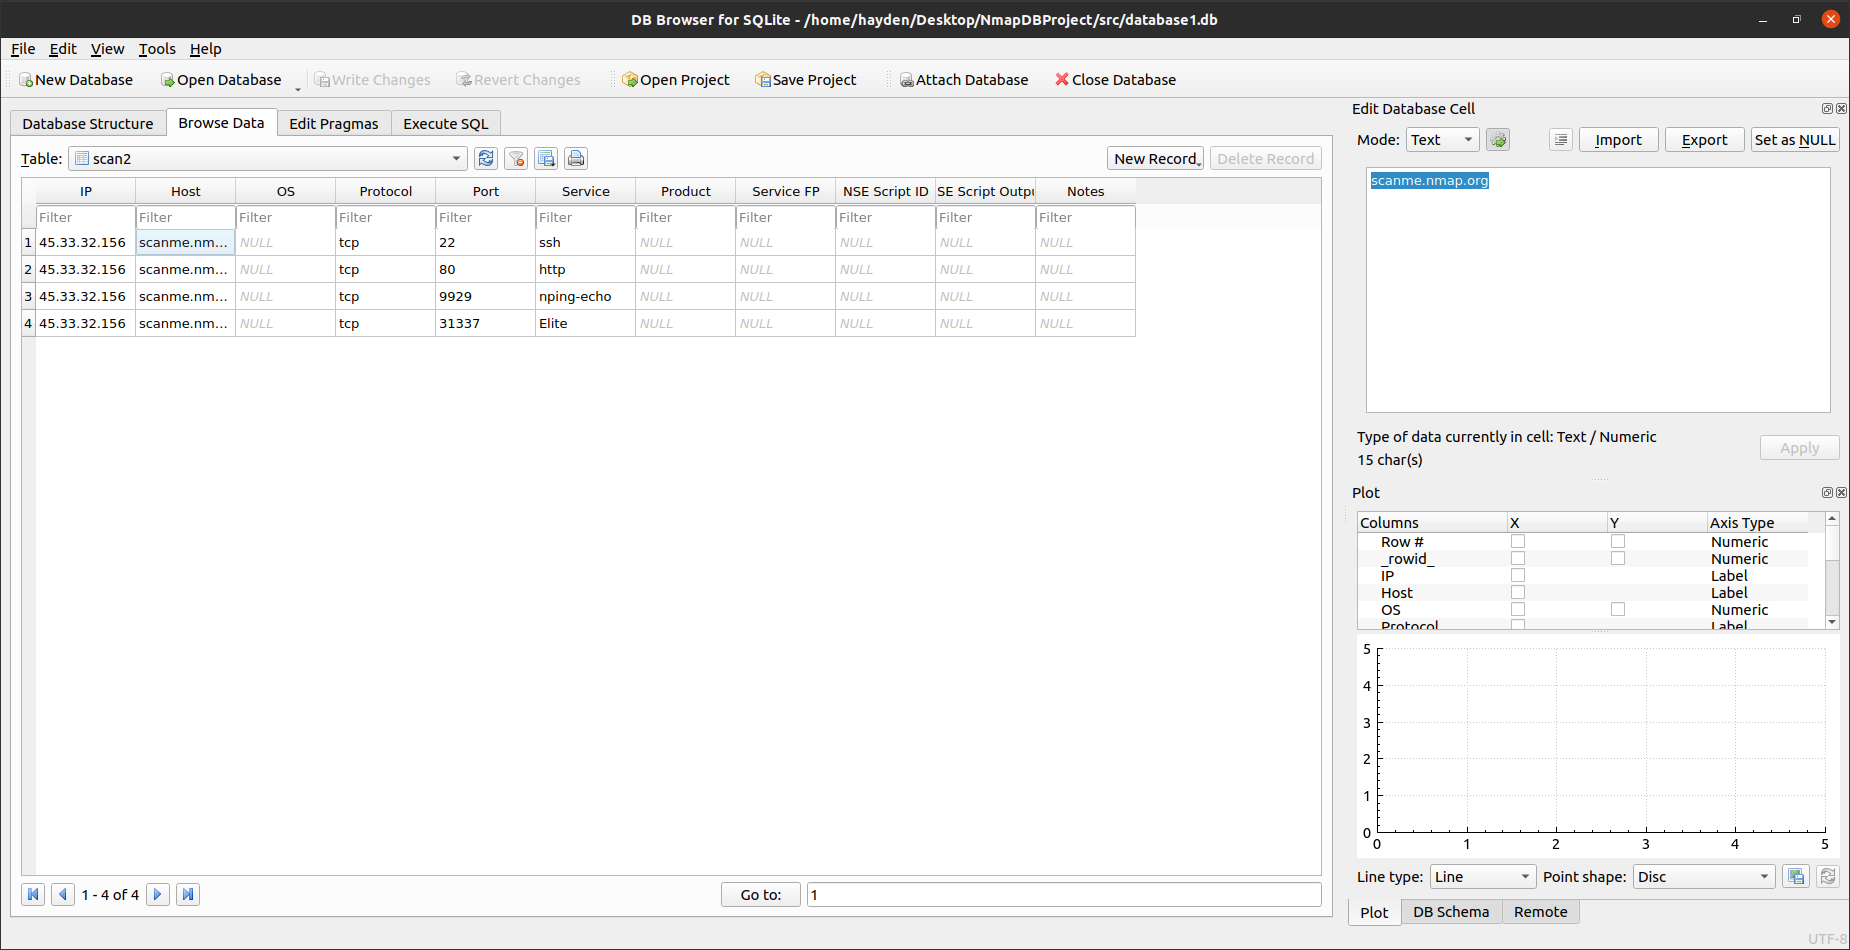 DB Browser for SQLite - /home/hayden/Desktop/NmapDBProject/src/database1.db
File Edit View Tools Help
New Database Open Database Write Changes Revert Changes Open Project Save Project Attach Database Close Database
Database Structure Browse Data Edit Pragmas Execute SQL
Table: scan2 New Record Delete Record
IP Host OS Protocol Port Service Product Service FP NSE Script ID SE Script Outpu Notes
Filter Filter Filter Filter Filter Filter Filter Filter Filter Filter Filter
1 45.33.32.156 scanme.nm... NULL tcp 22 ssh NULL NULL NULL NULL NULL
2 45.33.32.156 scanme.nm... NULL tcp 80 http NULL NULL NULL NULL NULL
3 45.33.32.156 scanme.nm... NULL tcp 9929 nping-echo NULL NULL NULL NULL NULL
4 45.33.32.156 scanme.nm... NULL tcp 31337 Elite NULL NULL NULL NULL NULL
1 - 4 of 4 Go to: 1
Edit Database Cell
Mode: Text Import Export Set as NULL
scanme.nmap.org
Type of data currently in cell: Text / Numeric
15 char(s)
Apply
Plot
Columns X Y Axis Type
Row # Numeric
_rowid_ Numeric
IP Label
Host Label
OS Numeric
Protocol Label
5
4
3
2
1
0
0 1 2 3 4 5
Line type: Line Point shape: Disc
Plot DB Schema Remote
UTF-8